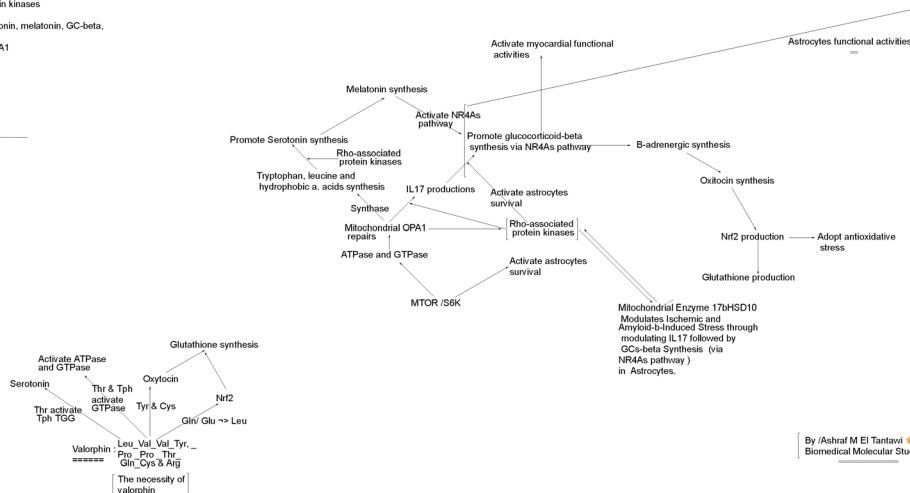 in kinases
onin, melatonin, GC-beta,
A1
Activate myocardial functional
activities
Astrocytes functional activities
Melatonin synthesis
Activate NR4As
pathway
Promote Serotonin synthesis
Promote glucocorticoid-beta
synthesis via NR4As pathway
B-adrenergic synthesis
Rho-associated
protein kinases
Tryptophan, leucine and
hydrophobic a. acids synthesis
IL17 productions
Oxitocin synthesis
Activate astrocytes
survival
Synthase
Mitochondrial OPA1
repairs
Rho-associated
protein kinases
Nrf2 production
Adopt antioxidative
stress
ATPase and GTPase
Activate astrocytes
survival
Glutathione production
MTOR /S6K
Mitochondrial Enzyme 17bHSD10
Modulates Ischemic and
Amyloid-b-Induced Stress through
modulating IL17 followed by
GCs-beta Synthesis (via
NR4As pathway )
in Astrocytes.
Glutathione synthesis
Activate ATPase
and GTPase
Serotonin
Oxytocin
Thr & Tph
activate
GTPase
Nrf2
Thr activate
Tph TGG
Tyr & Cys
Gln/ Glu ¬> Leu
Valorphin :
======
Leu_Val_Val_Tyr, _
Pro _Pro _Thr_
Gln_Cys & Arg
The necessity of
valorphin
By /Ashraf M El Tantawi
Biomedical Molecular Stu